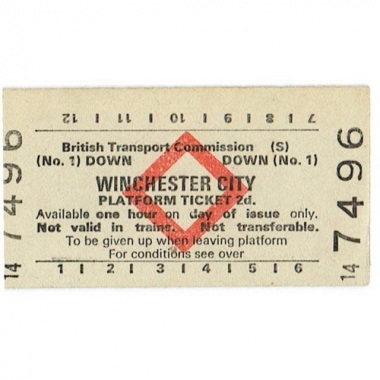 7 | 8 | 9 | 10 | 11 | 12
British Transport Commission (S)
(No. 1) DOWN DOWN (No. 1)
WINCHESTER CITY
PLATFORM TICKET 2d.
Available one hour on day of issue only.
Not valid in trains. Not transferable.
To be given up when leaving platform
For conditions see over
1 | 2 | 3 | 4 | 5 | 6
14 7496
14 7496